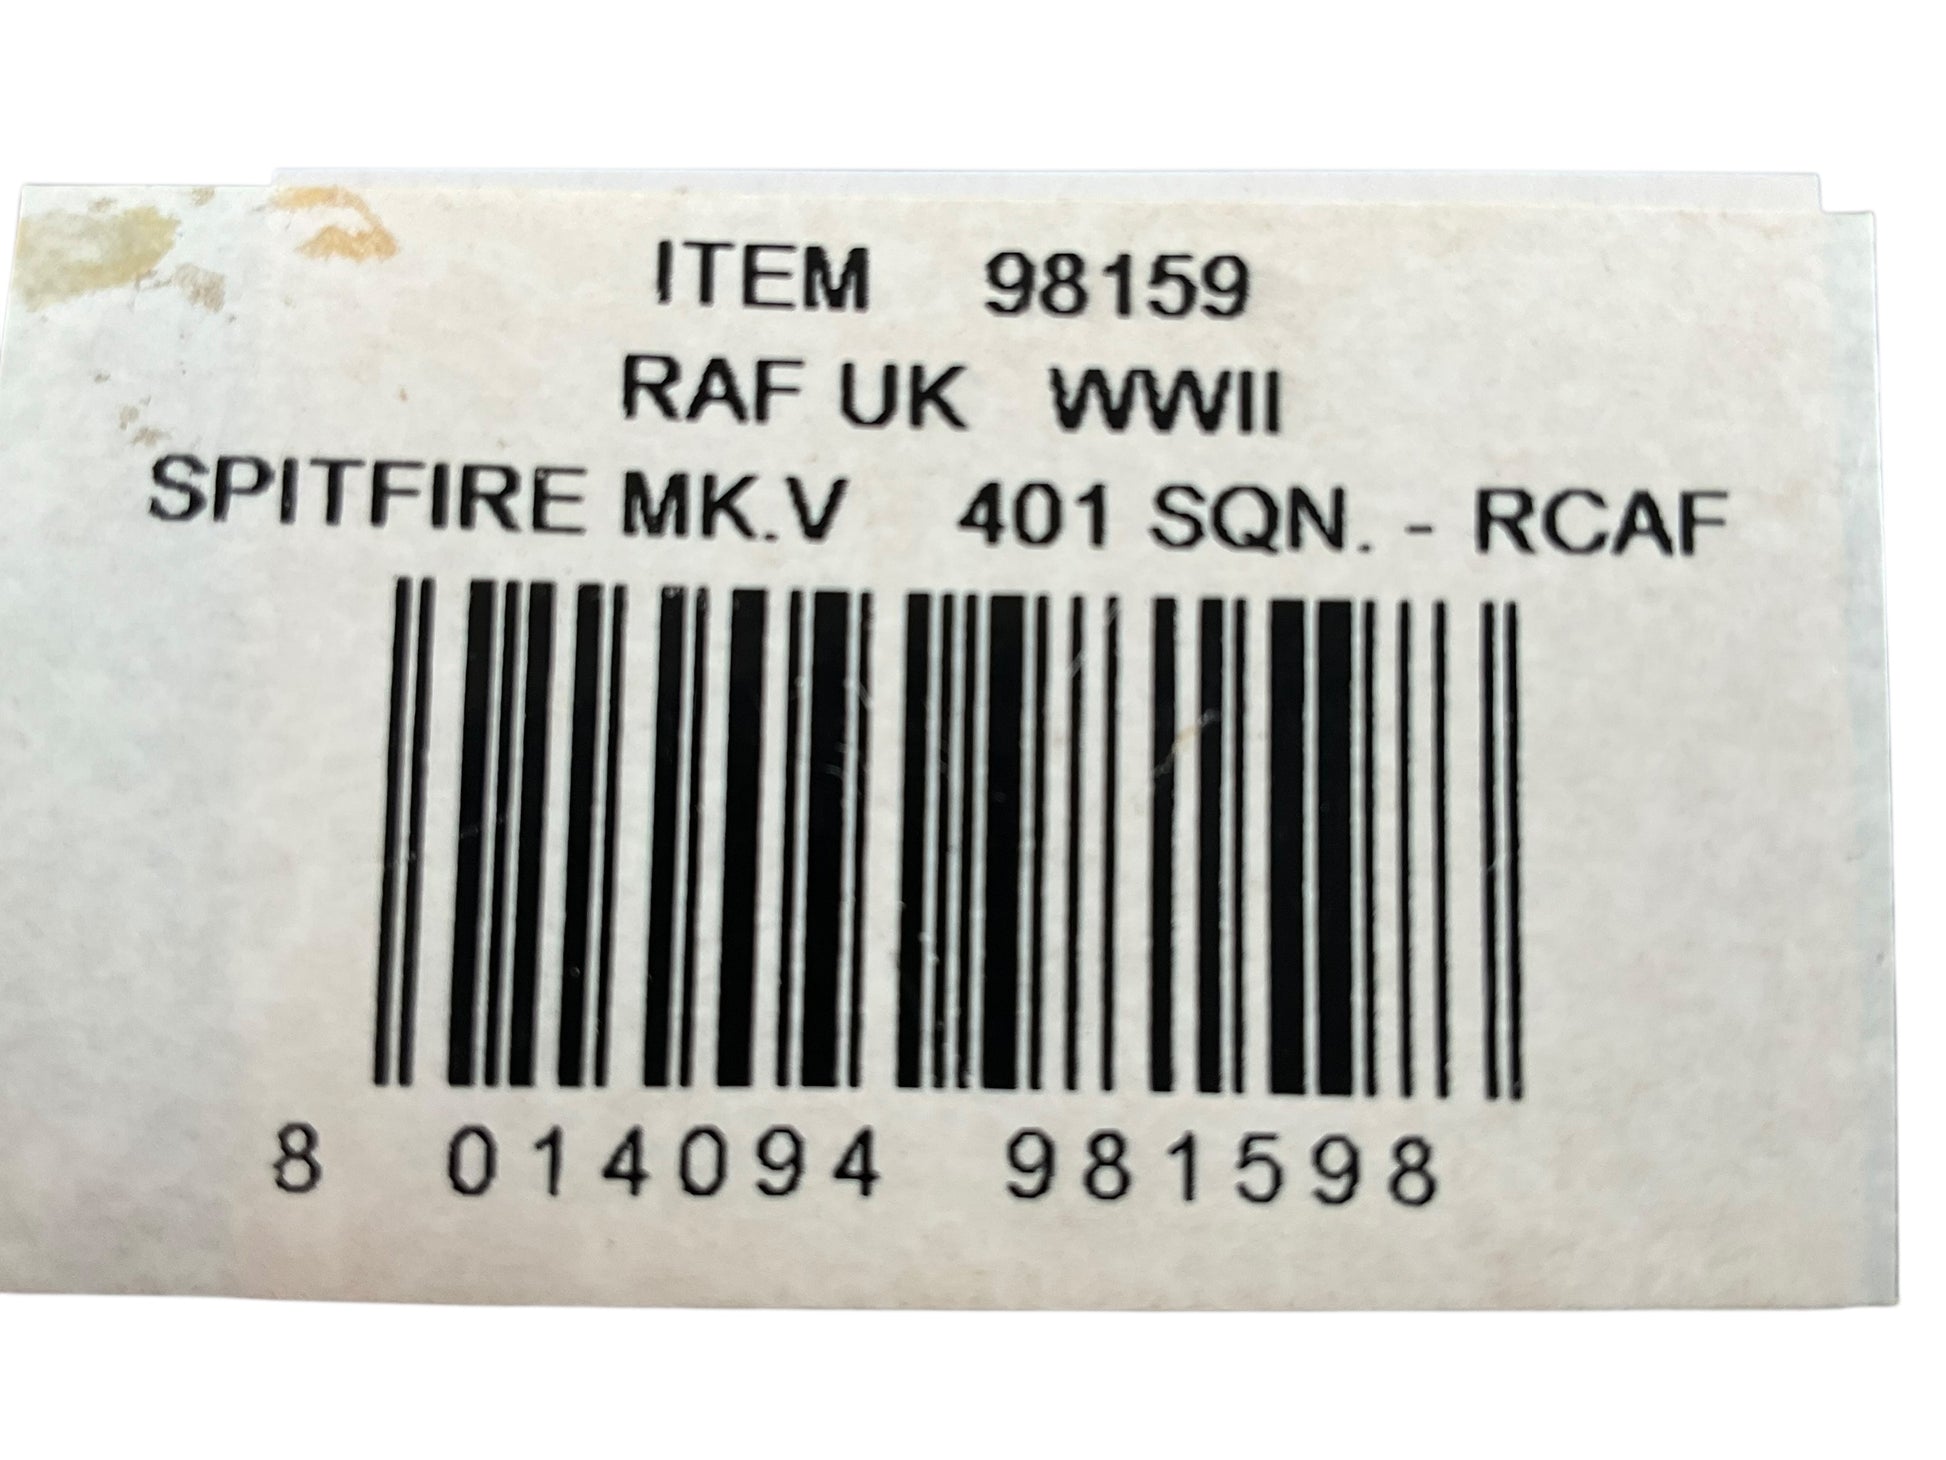 ITEM 98159
RAF UK WWII
SPITFIRE MK.V 401 SQN. - RCAF
8 014094 981598